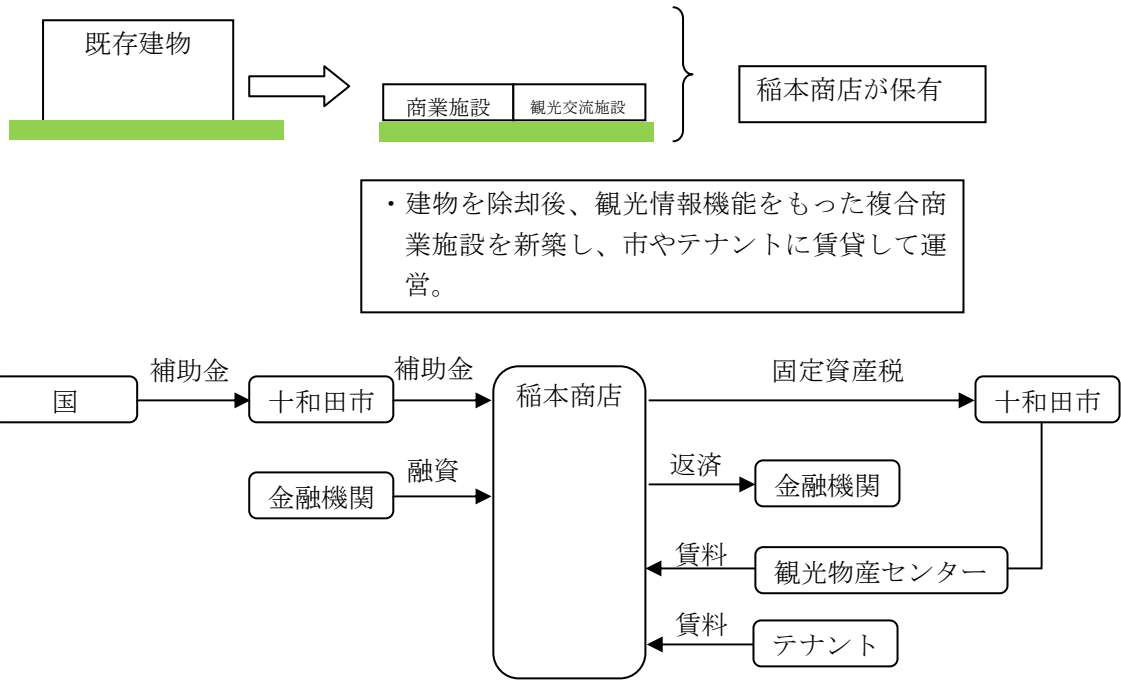 既存建物
商業施設
観光交流施設
稲本商店が保有
・建物を除却後、観光情報機能をもった複合商
業施設を新築し、市やテナントに賃貸して運
営。
国
補助金
十和田市
補助金
稲本商店
固定資産税
十和田市
金融機関
融資
返済
金融機関
賃料
観光物産センター
賃料
テナント